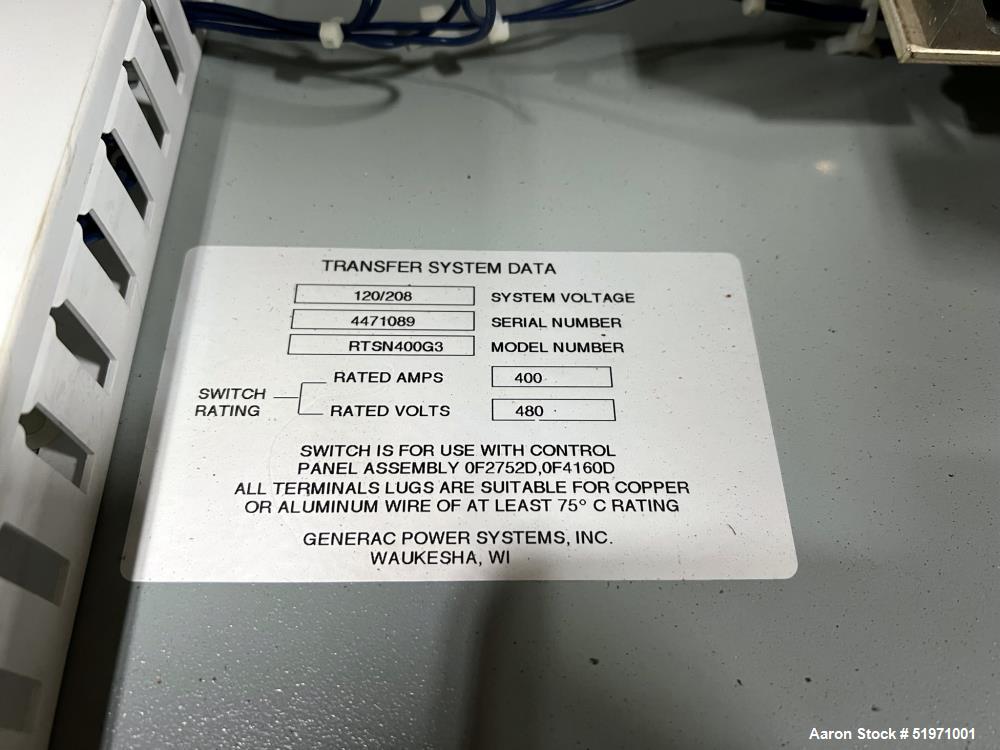 TRANSFER SYSTEM DATA
120/208 SYSTEM VOLTAGE
4471089 SERIAL NUMBER
RTSN400G3 MODEL NUMBER
SWITCH RATING
RATED AMPS 400
RATED VOLTS 480
SWITCH IS FOR USE WITH CONTROL
PANEL ASSEMBLY 0F2752D,0F4160D
ALL TERMINALS LUGS ARE SUITABLE FOR COPPER
OR ALUMINUM WIRE OF AT LEAST 75° C RATING
GENERAC POWER SYSTEMS, INC.
WAUKESHA, WI
Aaron Stock # 51971001